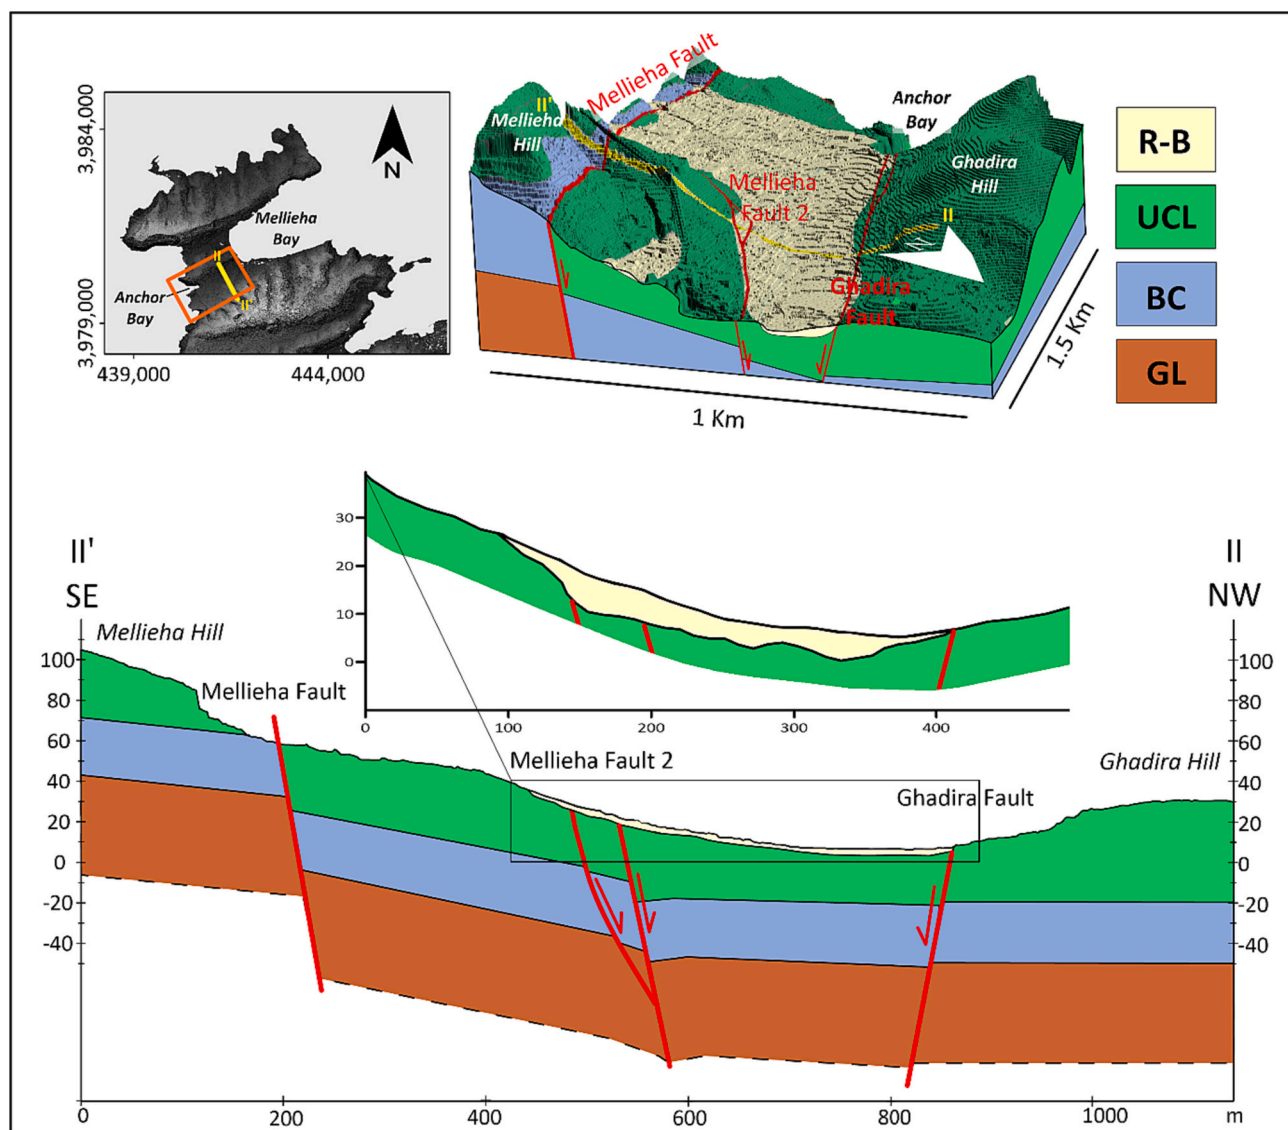 3,984,000
3,979,000
439,000
444,000
N
Mellieha
Bay
Anchor
Bay
II
II'
Mellieha Fault
II'
Mellieha
Hill
Mellieha
Fault 2
Anchor
Bay
Ghadira
Hill
II
Ghadira
Fault
1 Km
1.5 Km
R-B
UCL
BC
GL
30
20
10
0
0
100
200
300
400
II'
SE
II
NW
Mellieha Hill
Mellieha Fault
Mellieha Fault 2
Ghadira Fault
Ghadira Hill
100
80
60
40
20
0
-20
-40
100
80
60
40
20
0
-20
-40
0
200
400
600
800
1000
m